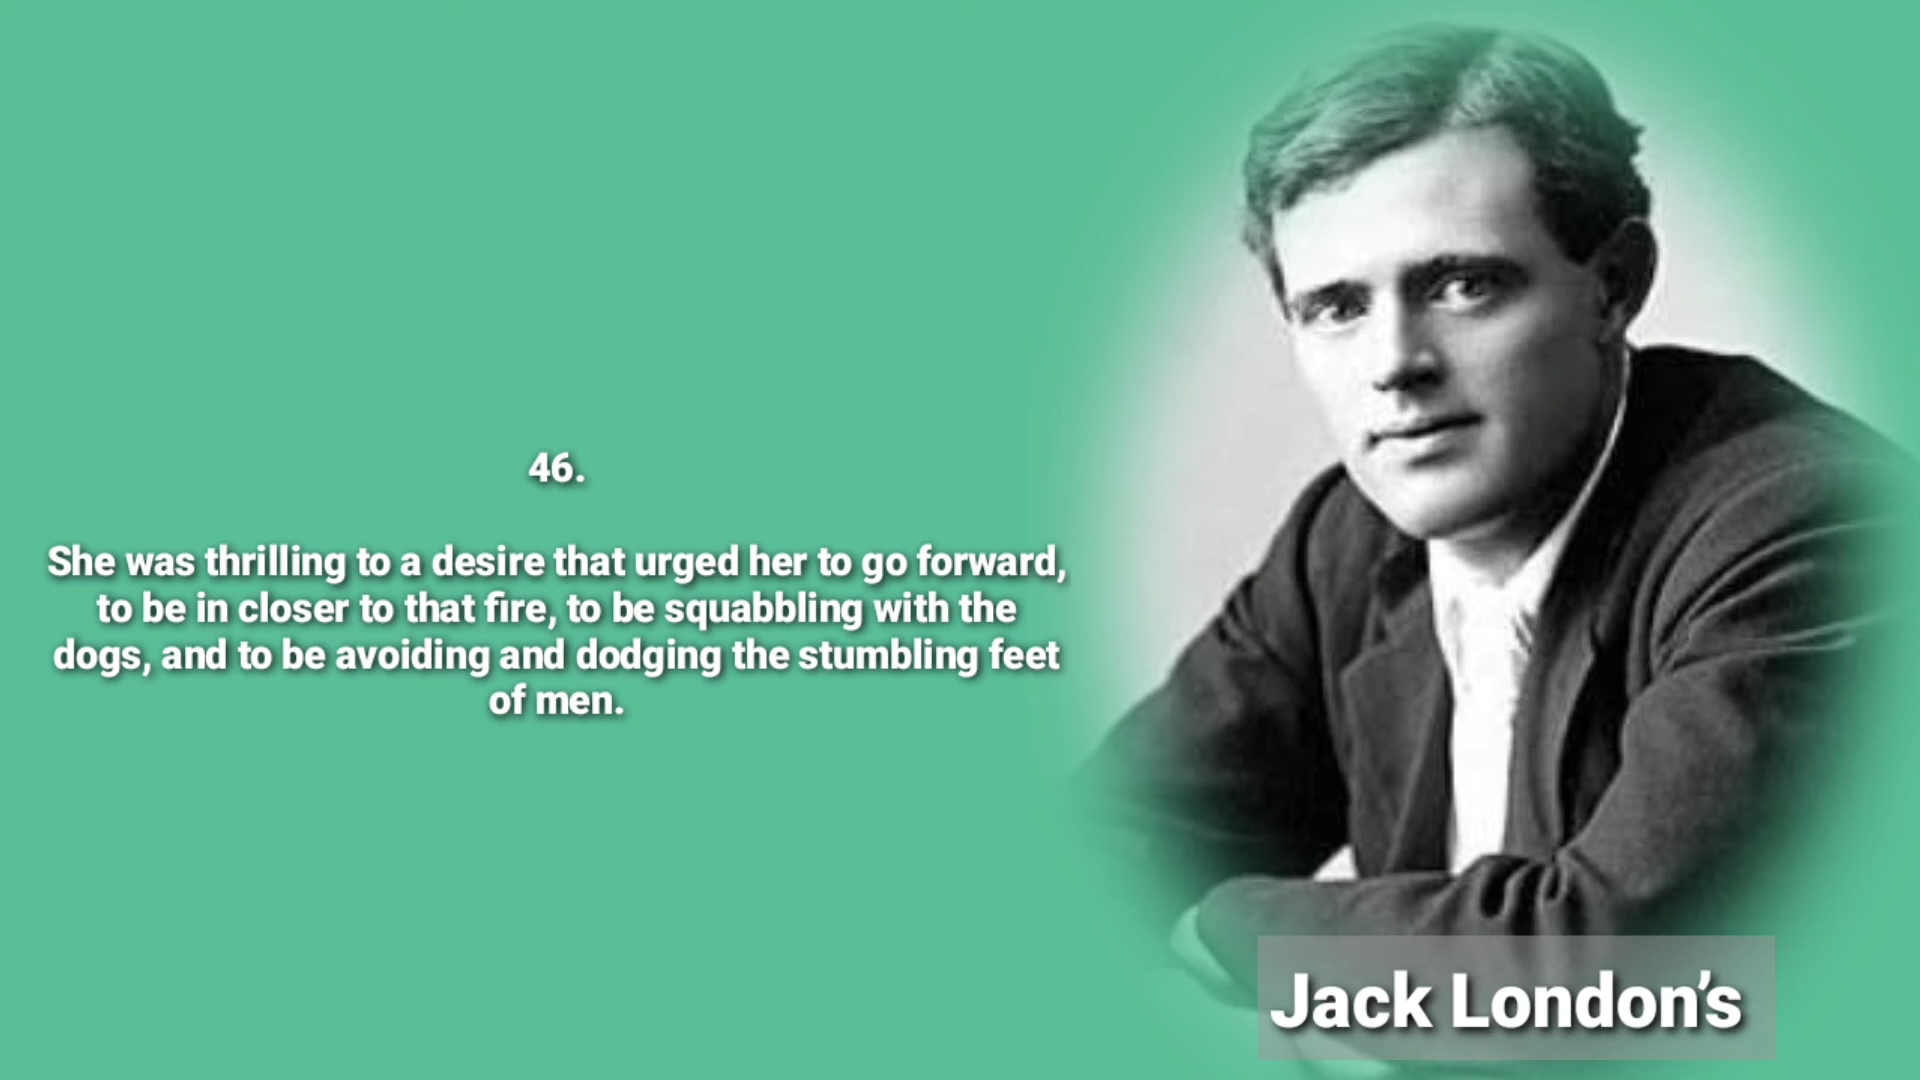 46.
She was thrilling to a desire that urged her to go forward,
to be in closer to that fire, to be squabbling with the
dogs, and to be avoiding and dodging the stumbling feet
of men.
Jack London’s